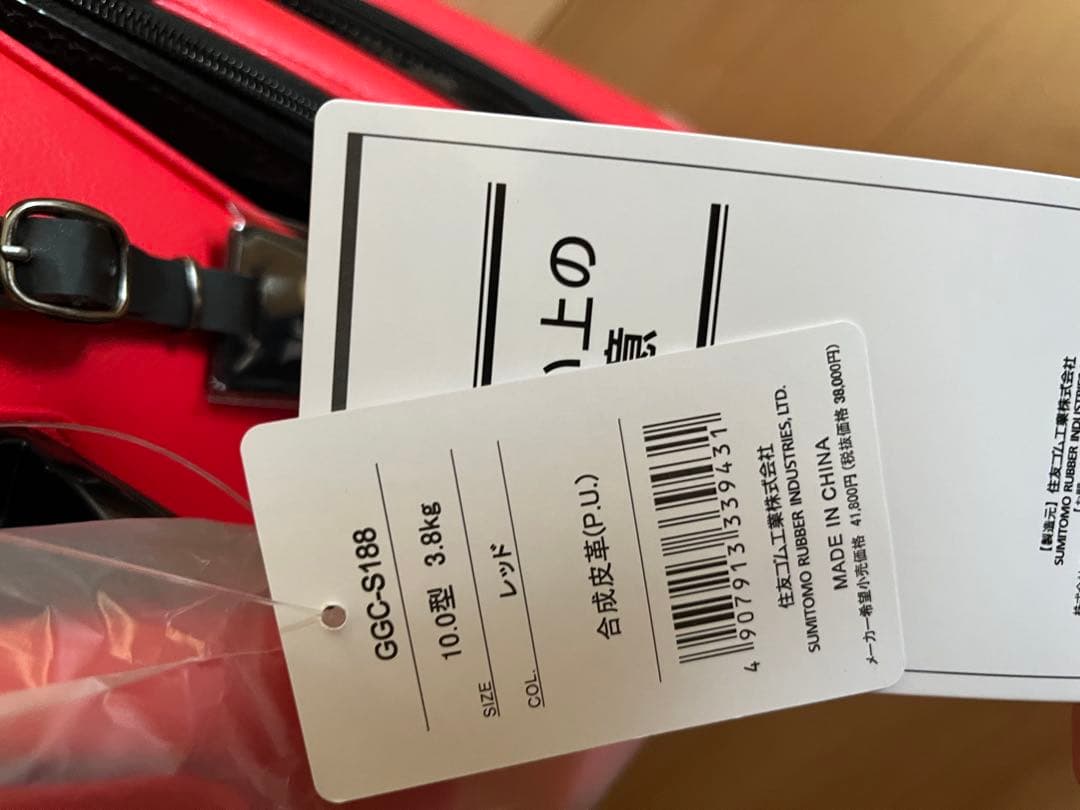 GGC-S188
10.0型 3.8kg
SIZE
レッド
COL.
合成皮革(P.U.)
4 907913 339431
住友ゴム工業株式会社
SUMITOMO RUBBER INDUSTRIES, LTD.
MADE IN CHINA
メーカー希望小売価格 41,800円 (税抜価格 38,000円)
い上の
意
【製造元】住友ゴム工業株式会社
SUMITOMO RUBBER